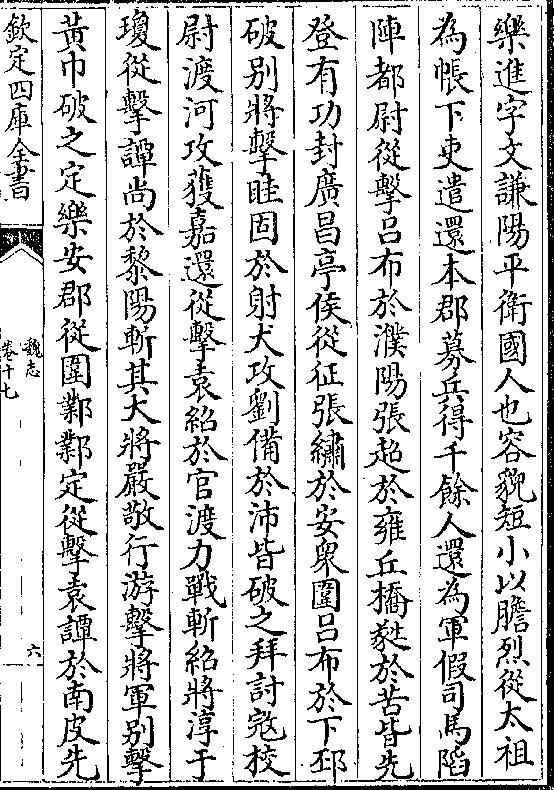 樂進字文謙陽平衛國人也容貌短小以膽烈從太祖
為帳下吏遣還本郡募兵得千餘人還為軍假司馬陷
陣都尉從擊呂布於濮陽張超於雍丘橋蕤於苦皆先
登有功封廣昌亭侯從征張繡於安衆圍呂布於下邳
破别將擊眭固於射犬攻劉備於沛皆破之拜討宼校
尉渡河攻獲嘉還從擊袁紹於官渡力戰斬紹將淳于
瓊從擊譚尚於黎陽斬其大將嚴敬行游擊將軍别擊
黃巾破之定樂安郡從圍鄴鄴定從擊袁譚於南皮先
欽定四庫全書
魏志
卷十七
六